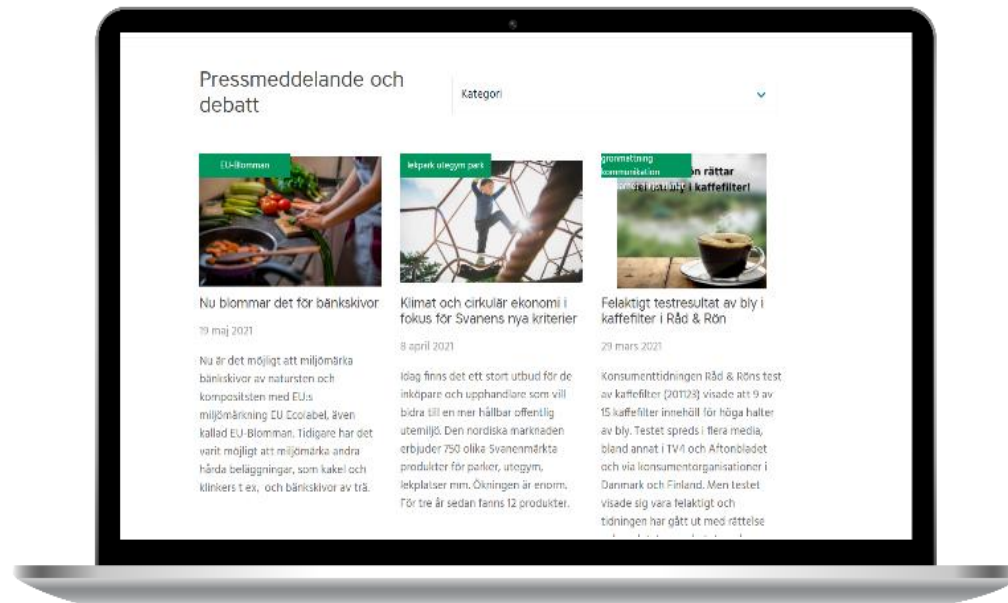 Pressmeddelande och
debatt
Kategori
EU-Blomman
Nu blommar det för bänkskivor
19 maj 2021
Nu är det möjligt att miljömärka
bänkskivor av natursten och
kompositsten med EU:s
miljömärkning EU Ecolabel, även
kallad EU-Blomman. Tidigare har det
varit möjligt att miljömärka andra
hårda beläggningar, som kakel och
klinkers t ex, och bänkskivor av trä.
lekpark utegym park
Klimat och cirkulär ekonomi i
fokus för Svanens nya kriterier
8 april 2021
Idag finns det ett stort utbud för de
inköpare och upphandlare som vill
bidra till en mer hållbar offentlig
utemiljö. Den nordiska marknaden
erbjuder 750 olika Svanenmärkta
produkter för parker, utegym,
lekplatser mm. Ökningen är enorm.
För tre år sedan fanns 12 produkter.
grönmattning
kommunikation
rättar
bly i kaffefilter!
Felaktigt testresultat av bly i
kaffefilter i Råd & Rön
29 mars 2021
Konsumenttidningen Råd & Röns test
av kaffefilter (201123) visade att 9 av
15 kaffefilter innehöll för höga halter
av bly. Testet spreds i flera media,
bland annat i TV4 och Aftonbladet
och via konsumentorganisationer i
Danmark och Finland. Men testet
visade sig vara felaktigt och
tidningen har gått ut med rättelse